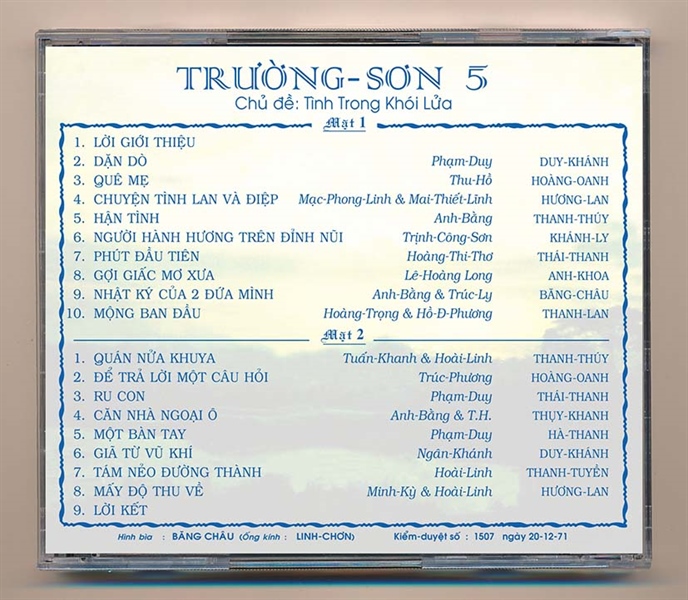 TRƯỜNG-SƠN 5
Chủ đề: Tình Trong Khói Lửa
Mặt 1
1. LỜI GIỚI THIỆU
2. DẶN DÒ Phạm-Duy DUY-KHÁNH
3. QUÊ MẸ Thu-Hồ HOÀNG-OANH
4. CHUYỆN TÌNH LAN VÀ ĐIỆP Mạc-Phong-Linh & Mai-Thiết-Lĩnh HƯƠNG-LAN
5. HẬN TÌNH Anh-Bằng THANH-THÚY
6. NGƯỜI HÀNH HƯƠNG TRÊN ĐỈNH NÚI Trịnh-Công-Sơn KHÁNH-LY
7. PHÚT ĐẦU TIÊN Hoàng-Thi-Thơ THÁI-THANH
8. GỢI GIẤC MƠ XƯA Lê-Hoàng Long ANH-KHOA
9. NHẬT KÝ CỦA 2 ĐỨA MÌNH Anh-Bằng & Trúc-Ly BĂNG-CHÂU
10. MỘNG BAN ĐẦU Hoàng-Trọng & Hồ-Đ-Phương THANH-LAN
Mặt 2
1. QUÁN NỬA KHUYA Tuấn-Khanh & Hoài-Linh THANH-THÚY
2. ĐỂ TRẢ LỜI MỘT CÂU HỎI Trúc-Phương HOÀNG-OANH
3. RU CON Phạm-Duy THÁI-THANH
4. CĂN NHÀ NGOẠI Ô Anh-Bằng & T.H. THỤY-KHANH
5. MỘT BÀN TAY Phạm-Duy HÀ-THANH
6. GIÃ TỪ VŨ KHÍ Ngân-Khánh DUY-KHÁNH
7. TÁM NẺO ĐƯỜNG THÀNH Hoài-Linh THANH-TUYỀN
8. MẤY ĐỘ THU VỀ Minh-Kỳ & Hoài-Linh HƯƠNG-LAN
9. LỜI KẾT
Hình bìa : BĂNG CHÂU (Ống kính : LINH-CHƠN) Kiểm-duyệt số : 1507 ngày 20-12-71